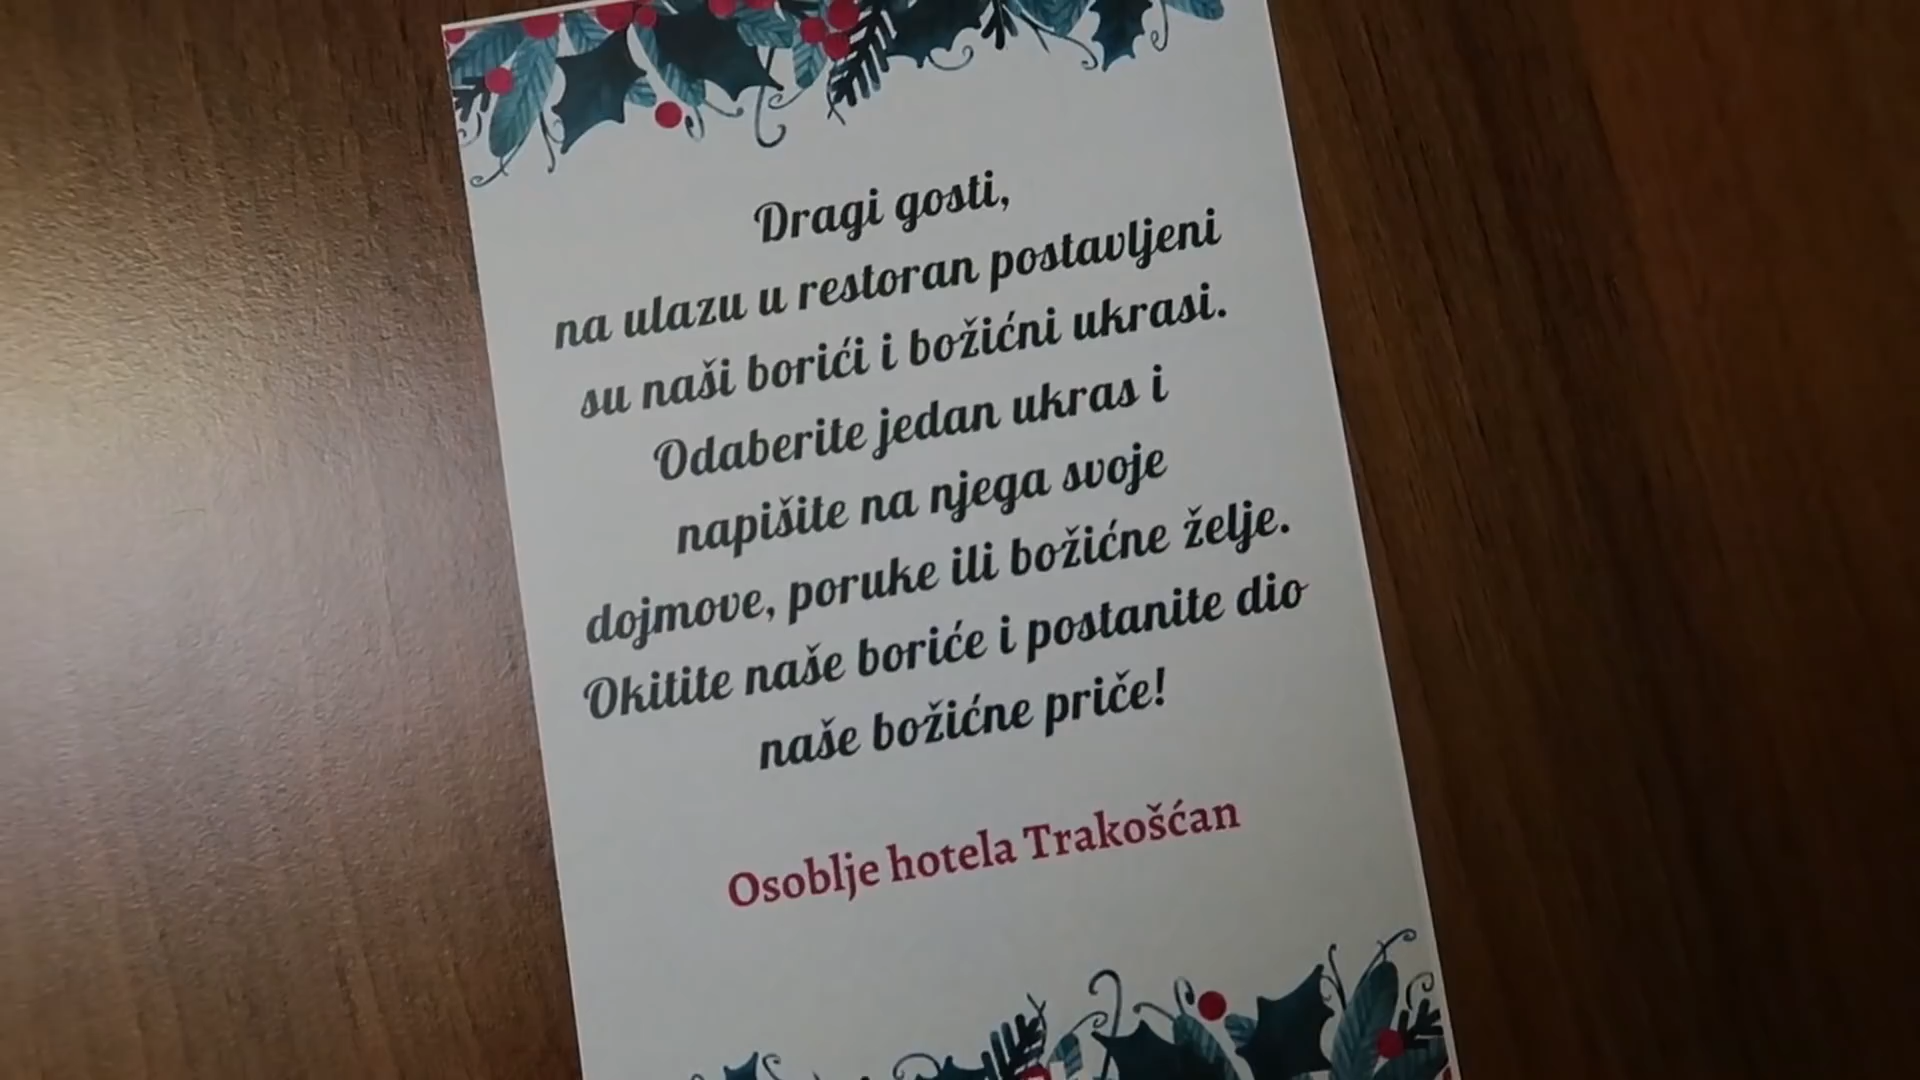 Dragi gosti,
na ulazu u restoran postavljeni
su naši borići i božićni ukrasi.
Odaberite jedan ukras i
napišite na njega svoje
dojmove, poruke ili božićne želje.
Okitite naše boriće i postanite dio
naše božićne priče!
Osoblje hotela Trakošćan